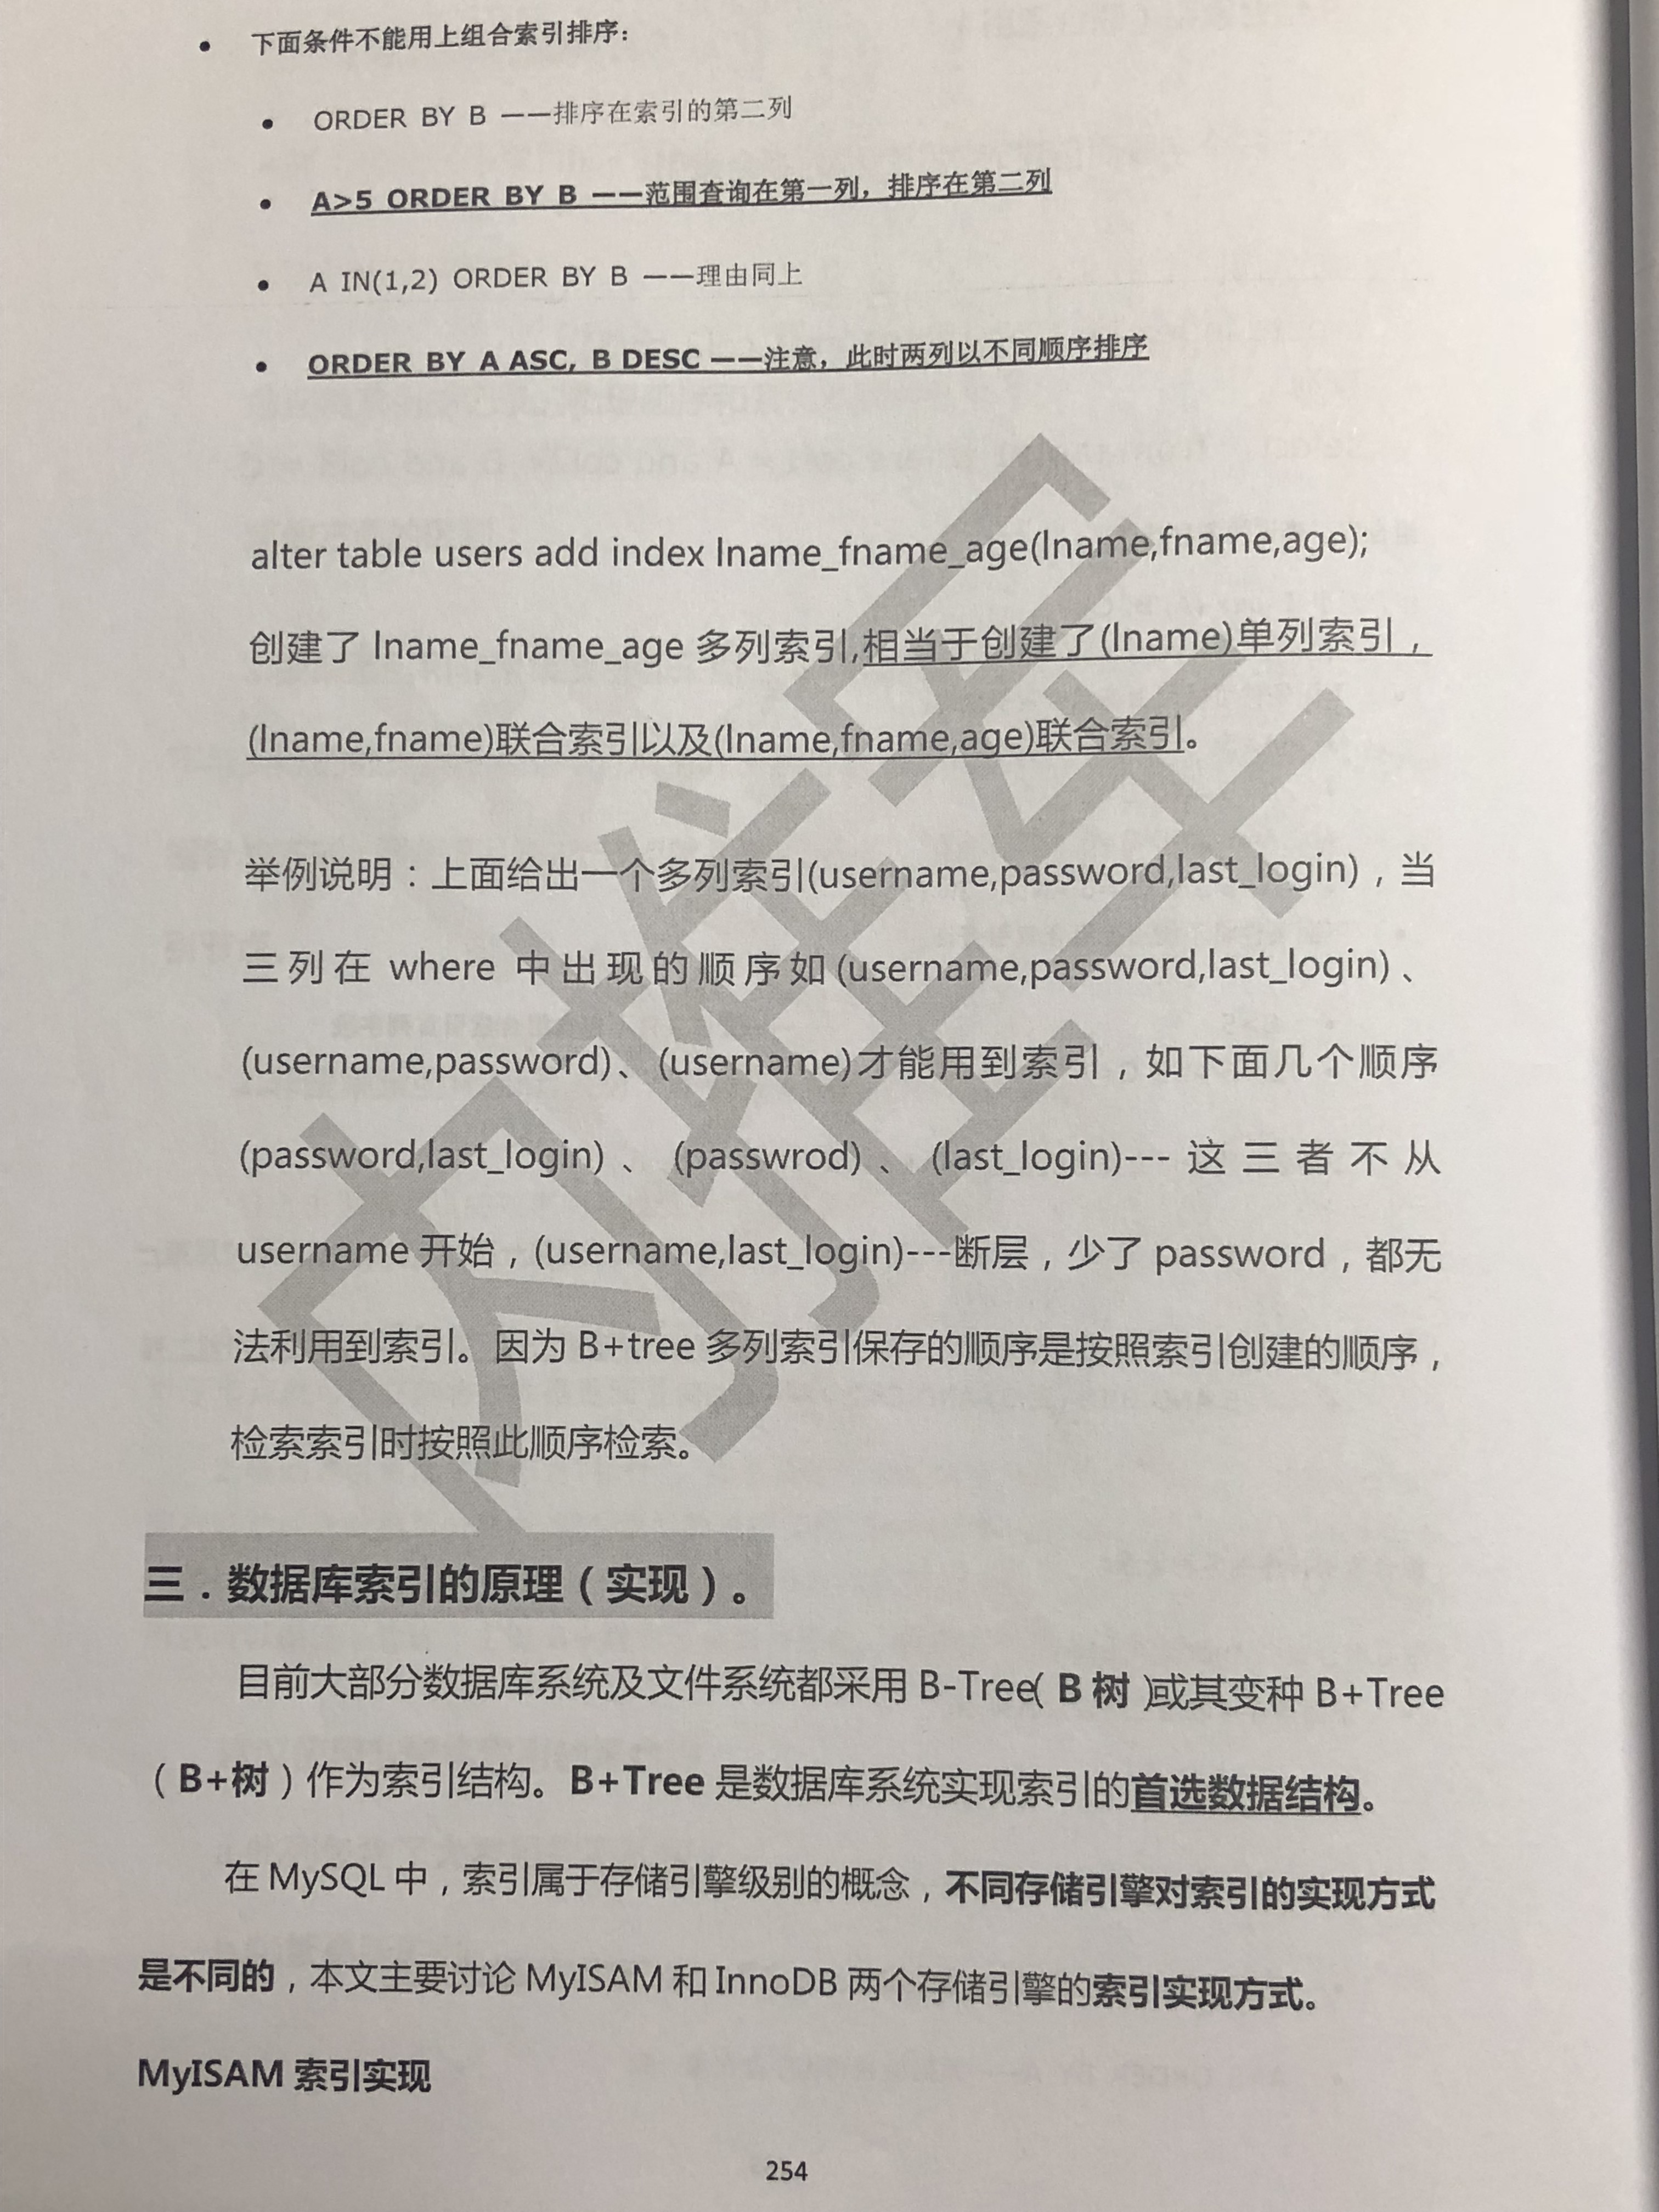 • 下面条件不能用上组合索引排序：
• ORDER BY B ——排序在索引的第二列
• A>5 ORDER BY B ——范围查询在第一列，排序在第二列
• A IN(1,2) ORDER BY B ——理由同上
• ORDER BY A ASC, B DESC ——注意，此时两列以不同顺序排序
alter table users add index lname_fname_age(lname,fname,age);
创建了 lname_fname_age 多列索引,相当于创建了(lname)单列索引，
(lname,fname)联合索引以及(lname,fname,age)联合索引。
举例说明：上面给出一个多列索引(username,password,last_login)，当
三列在 where 中出现的顺序如(username,password,last_login)、
(username,password)、(username)才能用到索引，如下面几个顺序
(password,last_login)、(passwrod)、(last_login)---这三者不从
username 开始，(username,last_login)---断层，少了 password，都无
法利用到索引。因为 B+tree 多列索引保存的顺序是按照索引创建的顺序，
检索索引时按照此顺序检索。
三．数据库索引的原理（实现）。
目前大部分数据库系统及文件系统都采用 B-Tree( B 树 )或其变种 B+Tree
（B+树）作为索引结构。B+Tree 是数据库系统实现索引的首选数据结构。
在 MySQL 中，索引属于存储引擎级别的概念，不同存储引擎对索引的实现方式
是不同的，本文主要讨论 MyISAM 和 InnoDB 两个存储引擎的索引实现方式。
MyISAM 索引实现
254
内推军